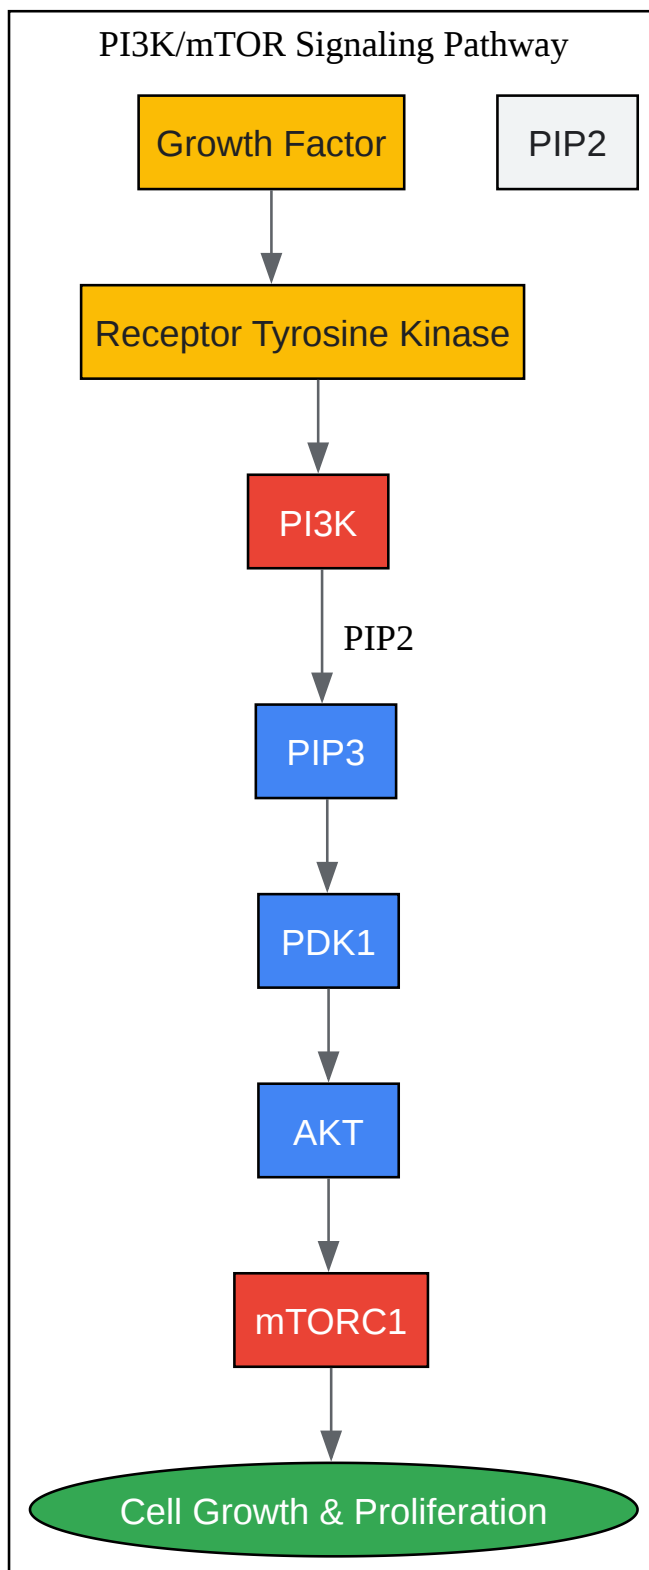 PI3K/mTOR Signaling Pathway
Growth Factor
PIP2
Receptor Tyrosine Kinase
PI3K
PIP2
PIP3
PDK1
AKT
mTORC1
Cell Growth & Proliferation